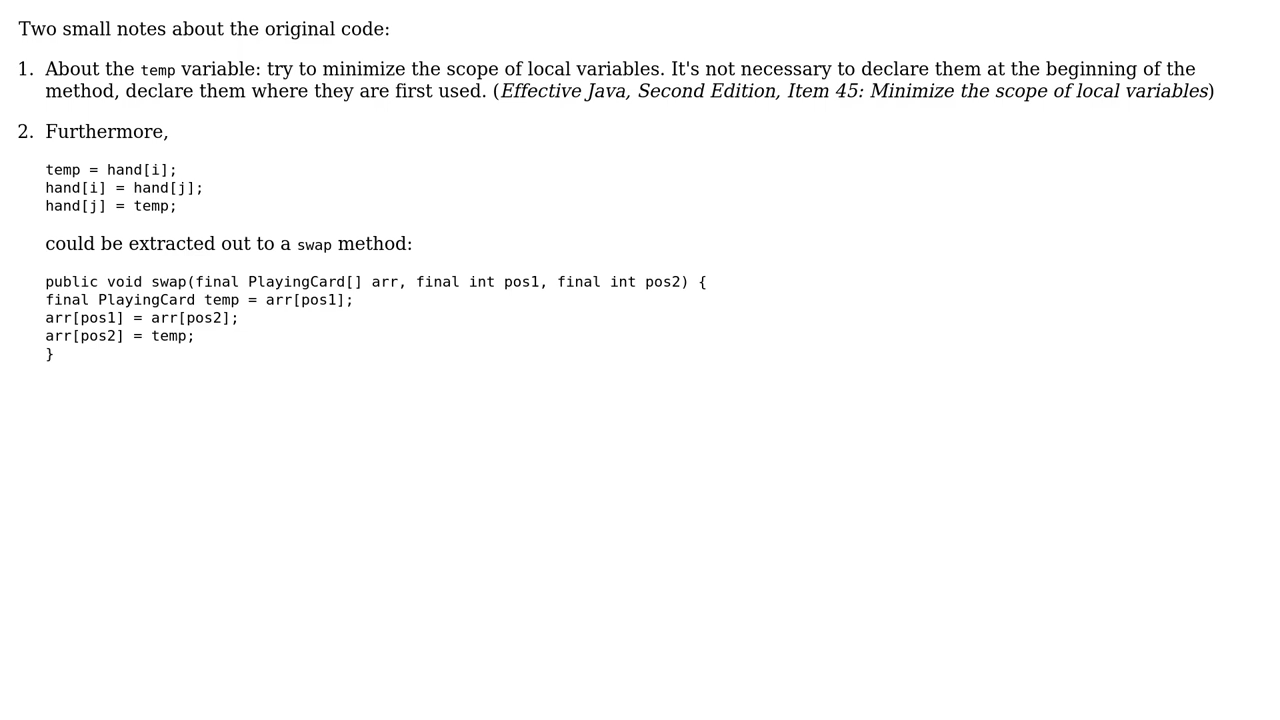 Two small notes about the original code:
1. About the temp variable: try to minimize the scope of local variables. It's not necessary to declare them at the beginning of the
method, declare them where they are first used. (Effective Java, Second Edition, Item 45: Minimize the scope of local variables)
2. Furthermore,
temp = hand[i];
hand[i] = hand[j];
hand[j] = temp;
could be extracted out to a swap method:
public void swap(final PlayingCard[] arr, final int pos1, final int pos2) {
final PlayingCard temp = arr[pos1];
arr[pos1] = arr[pos2];
arr[pos2] = temp;
}